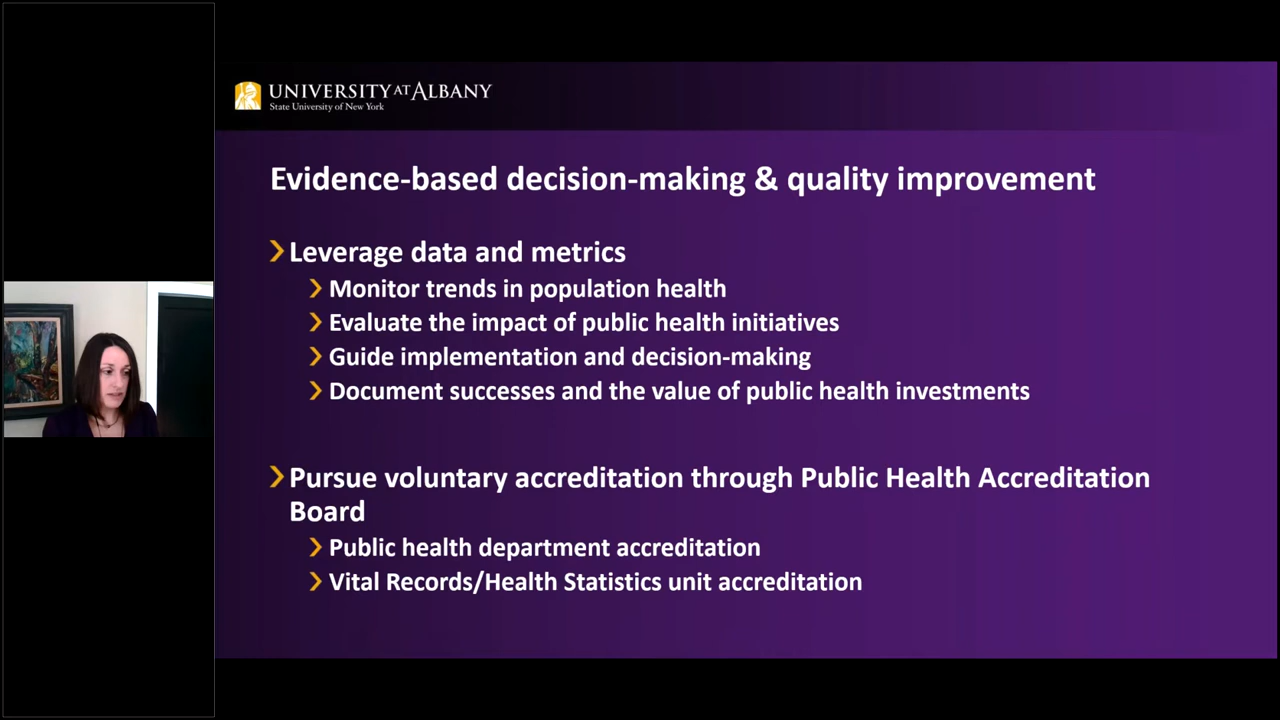 UNIVERSITY AT ALBANY
State University of New York
Evidence-based decision-making & quality improvement
Leverage data and metrics
Monitor trends in population health
Evaluate the impact of public health initiatives
Guide implementation and decision-making
Document successes and the value of public health investments
Pursue voluntary accreditation through Public Health Accreditation
Board
Public health department accreditation
Vital Records/Health Statistics unit accreditation